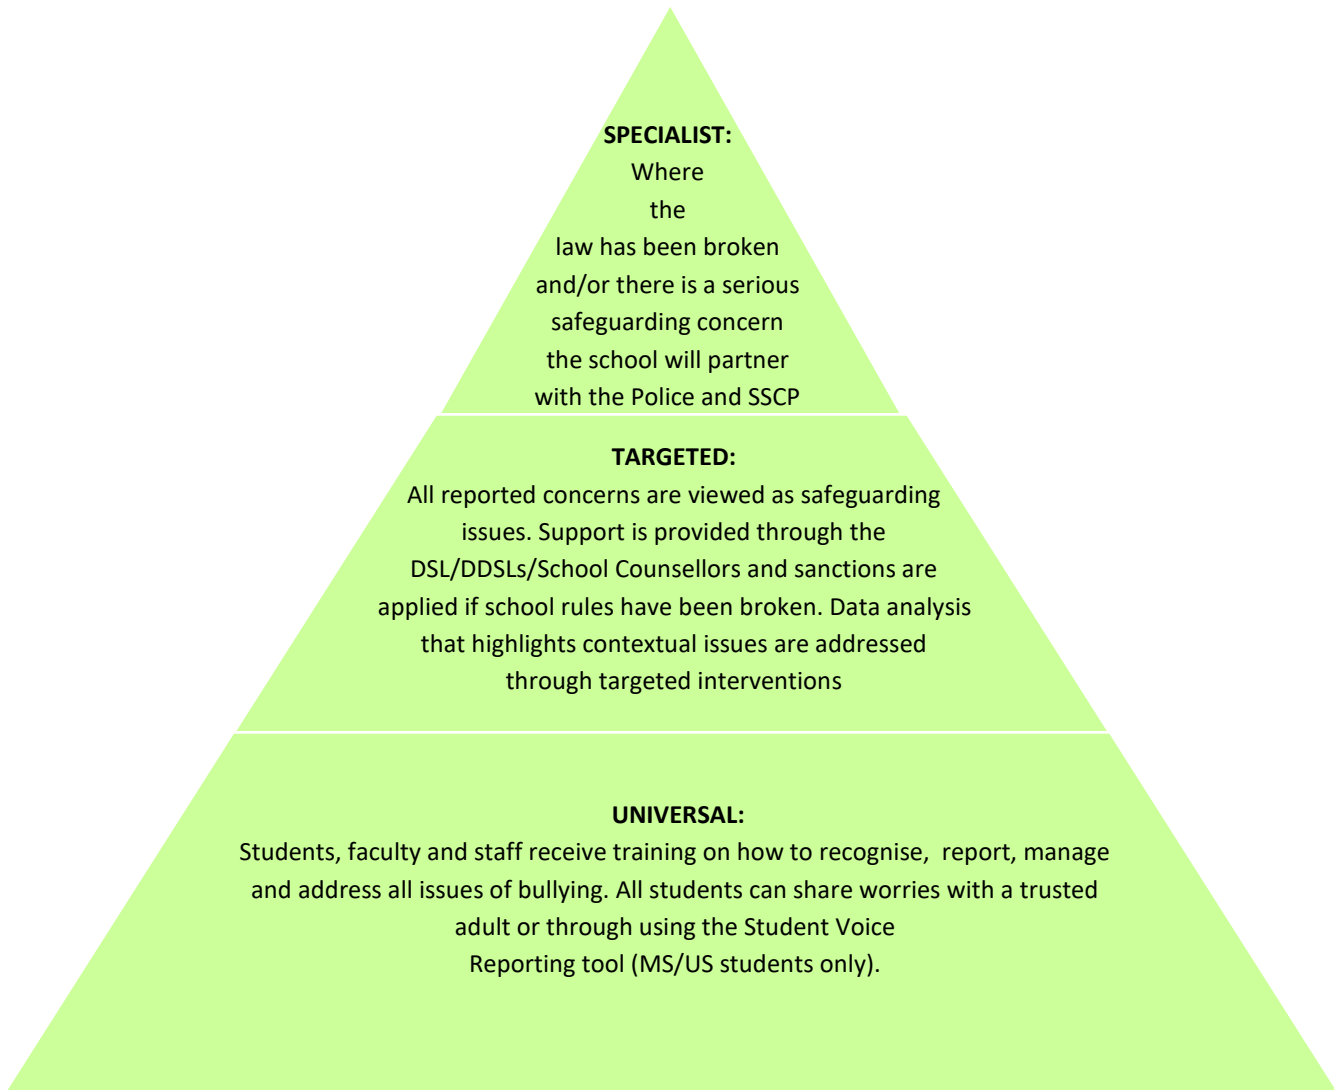 SPECIALIST:
Where
the
law has been broken
and/or there is a serious
safeguarding concern
the school will partner
with the Police and SSCP
TARGETED:
All reported concerns are viewed as safeguarding
issues. Support is provided through the
DSL/DDSLs/School Counsellors and sanctions are
applied if school rules have been broken. Data analysis
that highlights contextual issues are addressed
through targeted interventions
UNIVERSAL:
Students, faculty and staff receive training on how to recognise,  report, manage
and address all issues of bullying. All students can share worries with a trusted
adult or through using the Student Voice
Reporting tool (MS/US students only).